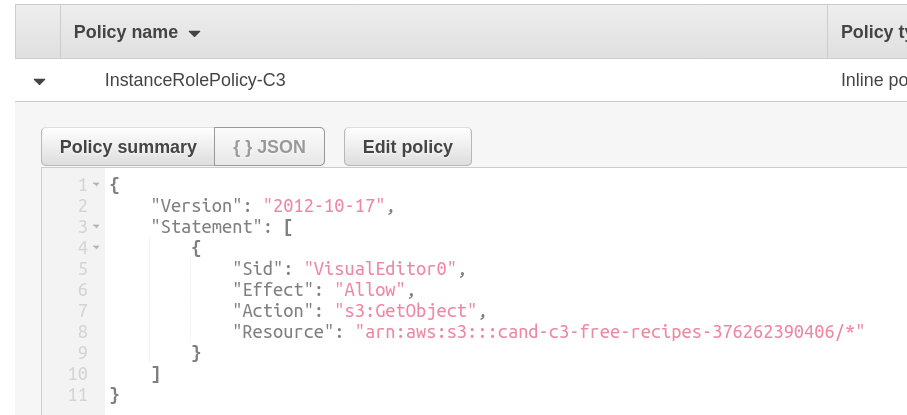 Policy name
Policy ty
InstanceRolePolicy-C3
Inline po
Policy summary
{ } JSON
Edit policy
1 {
2     "Version": "2012-10-17",
3     "Statement": [
4         {
5             "Sid": "VisualEditor0",
6             "Effect": "Allow",
7             "Action": "s3:GetObject",
8             "Resource": "arn:aws:s3:::cand-c3-free-recipes-376262390406/*"
9         }
10     ]
11 }